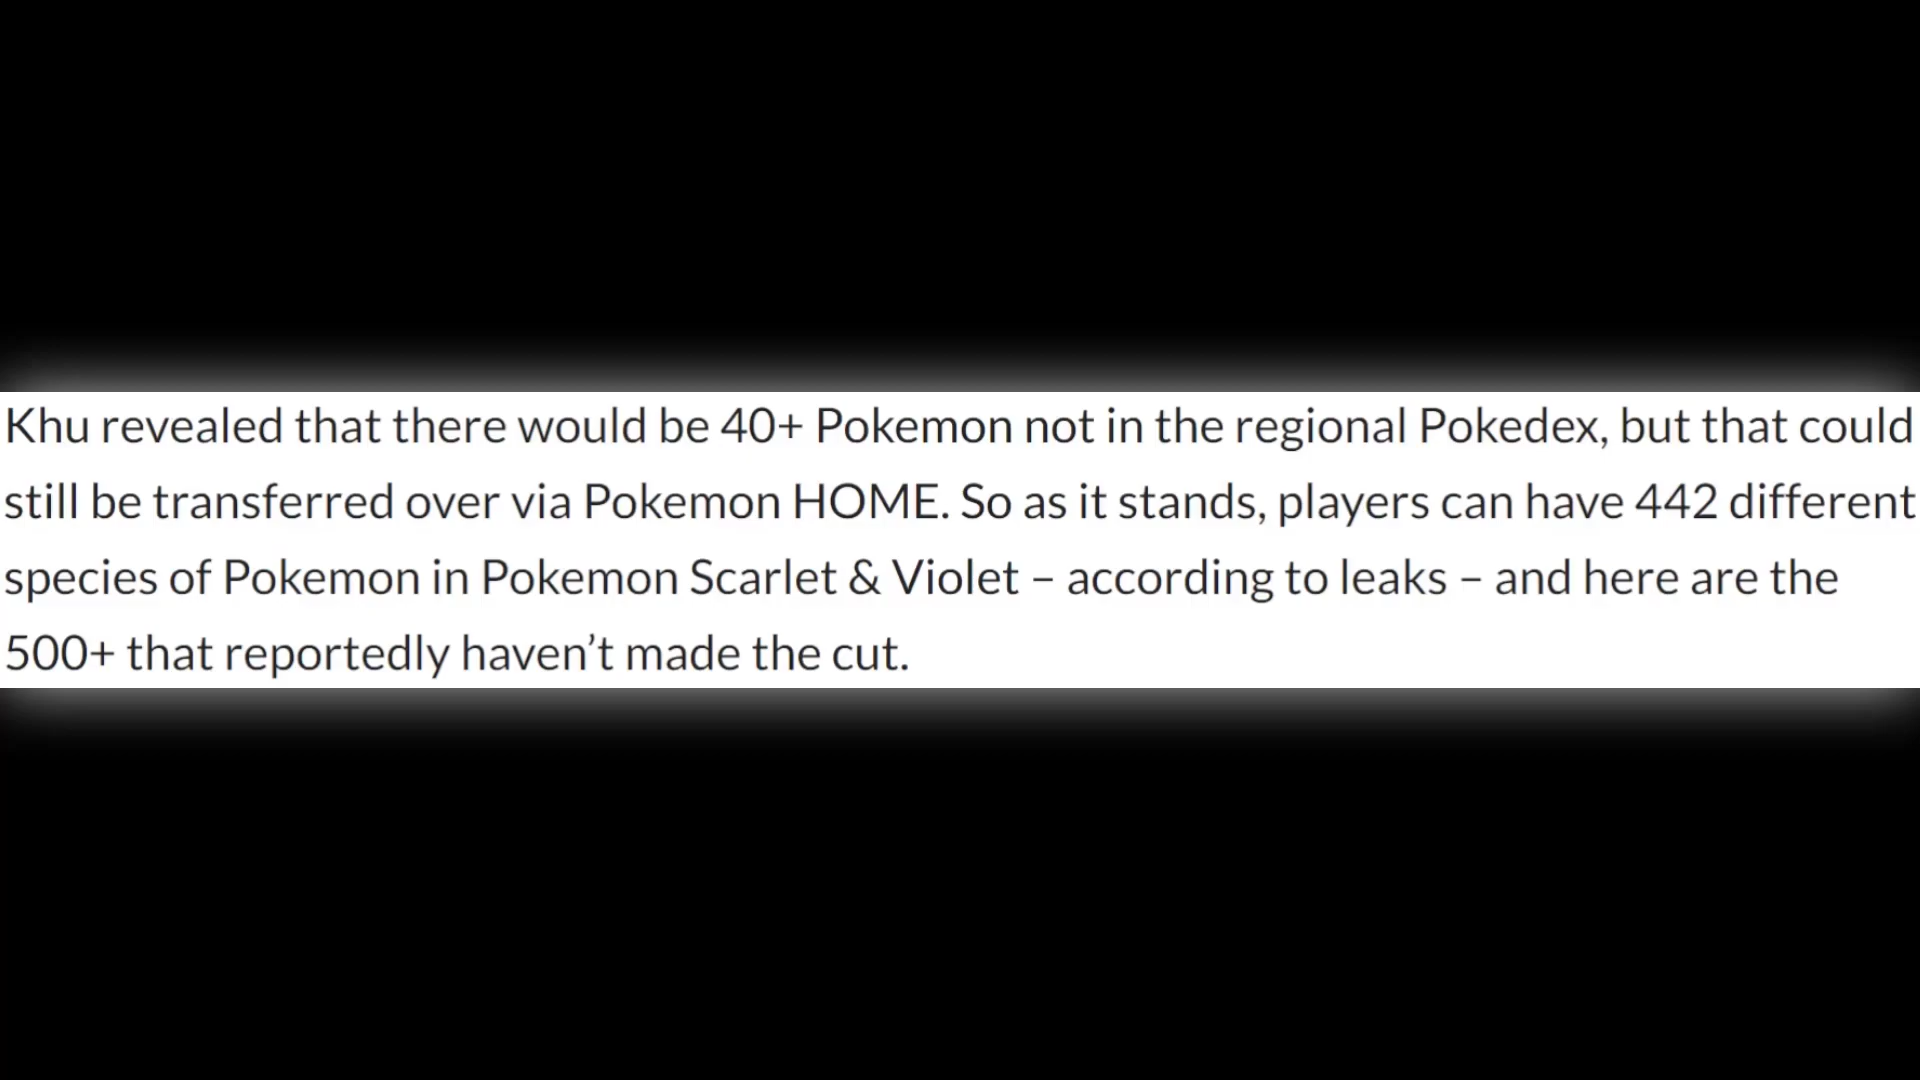 Khu revealed that there would be 40+ Pokemon not in the regional Pokedex, but that could
still be transferred over via Pokemon HOME. So as it stands, players can have 442 different
species of Pokemon in Pokemon Scarlet & Violet – according to leaks – and here are the
500+ that reportedly haven’t made the cut.